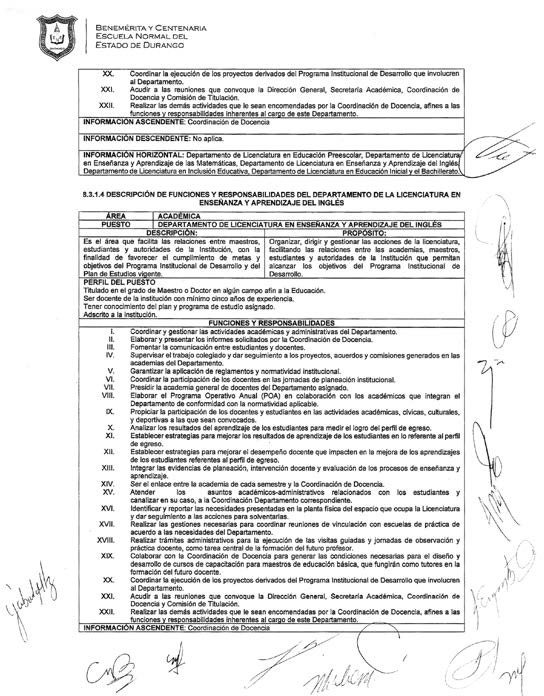 BENEMÉRITA Y CENTENARIA
ESCUELA NORMAL DEL
ESTADO DE DURANGO
XX. Coordinar la ejecución de los proyectos derivados del Programa Institucional de Desarrollo que involucren
al Departamento.
XXI. Acudir a las reuniones que convoque la Dirección General, Secretaría Académica, Coordinación de
Docencia y Comisión de Titulación.
XXII. Realizar las demás actividades que le sean encomendadas por la Coordinación de Docencia, afines a las
funciones y responsabilidades inherentes al cargo de este Departamento.
INFORMACIÓN ASCENDENTE: Coordinación de Docencia
INFORMACIÓN DESCENDENTE: No aplica.
INFORMACIÓN HORIZONTAL: Departamento de Licenciatura en Educación Preescolar, Departamento de Licenciatura
en Enseñanza y Aprendizaje de las Matemáticas, Departamento de Licenciatura en Enseñanza y Aprendizaje del Inglés
Departamento de Licenciatura en Inclusión Educativa, Departamento de Licenciatura en Educación Inicial y el Bachillerato.
8.3.1.4 DESCRIPCIÓN DE FUNCIONES Y RESPONSABILIDADES DEL DEPARTAMENTO DE LA LICENCIATURA EN
ENSEÑANZA Y APRENDIZAJE DEL INGLÉS
ÁREA ACADÉMICA
PUESTO DEPARTAMENTO DE LICENCIATURA EN ENSEÑANZA Y APRENDIZAJE DEL INGLÉS
DESCRIPCIÓN: PROPÓSITO:
Es el área que facilita las relaciones entre maestros, Organizar, dirigir y gestionar las acciones de la licenciatura,
estudiantes y autoridades de la Institución, con la facilitando las relaciones entre las academias, maestros,
finalidad de favorecer el cumplimiento de metas y estudiantes y autoridades de la Institución que permitan
objetivos del Programa Institucional de Desarrollo y del alcanzar los objetivos del Programa Institucional de
Plan de Estudios vigente. Desarrollo.
PERFIL DEL PUESTO
Titulado en el grado de Maestro o Doctor en algún campo afín a la Educación.
Ser docente de la institución con mínimo cinco años de experiencia.
Tener conocimiento del plan y programa de estudio asignado.
Adscrito a la institución.
FUNCIONES Y RESPONSABILIDADES
I. Coordinar y gestionar las actividades académicas y administrativas del Departamento.
II. Elaborar y presentar los informes solicitados por la Coordinación de Docencia.
III. Fomentar la comunicación entre estudiantes y docentes.
IV. Supervisar el trabajo colegiado y dar seguimiento a los proyectos, acuerdos y comisiones generados en las
academias del Departamento.
V. Garantizar la aplicación de reglamentos y normatividad institucional.
VI. Coordinar la participación de los docentes en las jornadas de planeación institucional.
VII. Presidir la academia general de docentes del Departamento asignado.
VIII. Elaborar el Programa Operativo Anual (POA) en colaboración con los académicos que integran el
Departamento de conformidad con la normatividad aplicable.
IX. Propiciar la participación de los docentes y estudiantes en las actividades académicas, cívicas, culturales,
y deportivas a las que sean convocados.
X. Analizar los resultados del aprendizaje de los estudiantes para medir el logro del perfil de egreso.
XI. Establecer estrategias para mejorar los resultados de aprendizaje de los estudiantes en lo referente al perfil
de egreso.
XII. Establecer estrategias para mejorar el desempeño docente que impacten en la mejora de los aprendizajes
de los estudiantes referentes al perfil de egreso.
XIII. Integrar las evidencias de planeación, intervención docente y evaluación de los procesos de enseñanza y
aprendizaje.
XIV. Ser el enlace entre la academia de cada semestre y la Coordinación de Docencia.
XV. Atender los asuntos académicos-administrativos relacionados con los estudiantes y
canalizar en su caso, a la Coordinación Departamento correspondiente.
XVI. Identificar y reportar las necesidades presentadas en la planta física del espacio que ocupa la Licenciatura
y dar seguimiento a las acciones para solventarlas.
XVII. Realizar las gestiones necesarias para coordinar reuniones de vinculación con escuelas de práctica de
acuerdo a las necesidades del Departamento.
XVIII. Realizar trámites administrativos para la ejecución de las visitas guiadas y jornadas de observación y
práctica docente, como tarea central de la formación del futuro profesor.
XIX. Colaborar con la Coordinación de Docencia para generar las condiciones necesarias para el diseño y
desarrollo de cursos de capacitación para maestros de educación básica, que fungirán como tutores en la
formación del futuro docente.
XX. Coordinar la ejecución de los proyectos derivados del Programa Institucional de Desarrollo que involucren
al Departamento.
XXI. Acudir a las reuniones que convoque la Dirección General, Secretaría Académica, Coordinación de
Docencia y Comisión de Titulación.
XXII. Realizar las demás actividades que le sean encomendadas por la Coordinación de Docencia, afines a las
funciones y responsabilidades inherentes al cargo de este Departamento.
INFORMACIÓN ASCENDENTE: Coordinación de Docencia